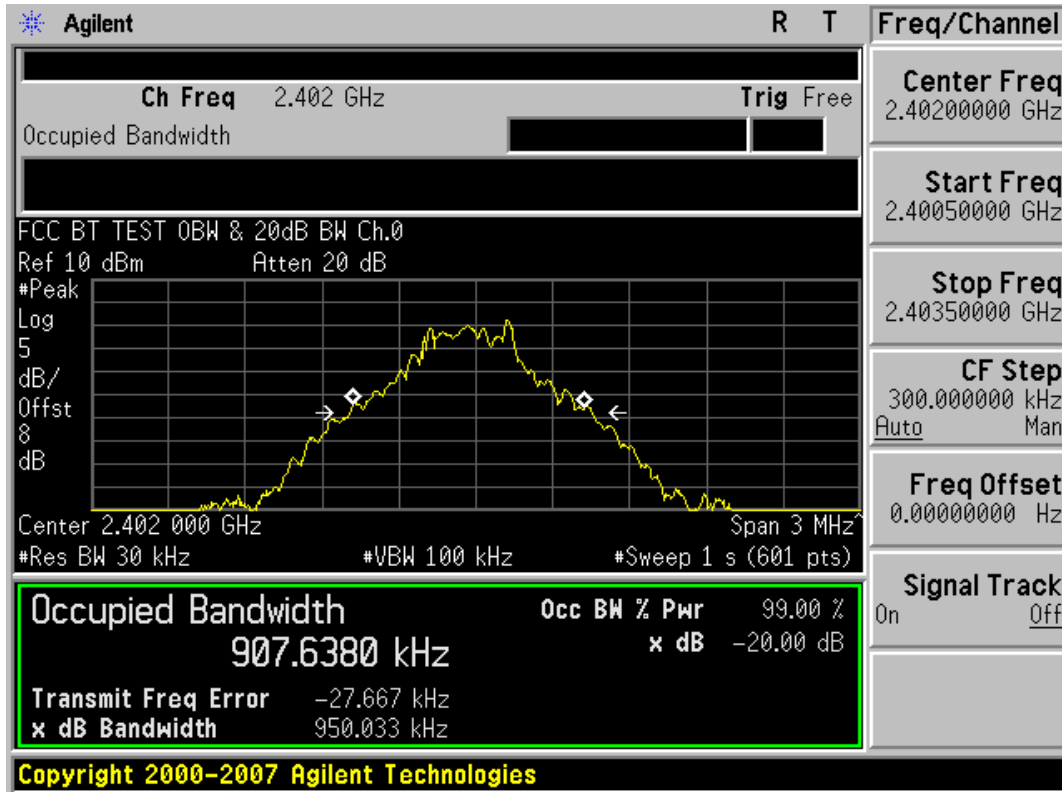 Agilent R T
Freq/Channel
Ch Freq 2.402 GHz Trig Free
Occupied Bandwidth
Center Freq
2.40200000 GHz
Start Freq
2.40050000 GHz
Stop Freq
2.40350000 GHz
CF Step
300.000000 kHz
Auto Man
Freq Offset
0.00000000 Hz
Signal Track
On Off
FCC BT TEST OBW & 20dB BW Ch.0
Ref 10 dBm Atten 20 dB
#Peak
Log
5
dB/
Offst
8
dB
Center 2.402 000 GHz Span 3 MHz^
#Res BW 30 kHz #VBW 100 kHz #Sweep 1 s (601 pts)
Occupied Bandwidth Occ BW % Pwr 99.00 %
907.6380 kHz x dB -20.00 dB
Transmit Freq Error -27.667 kHz
x dB Bandwidth 950.033 kHz
Copyright 2000-2007 Agilent Technologies